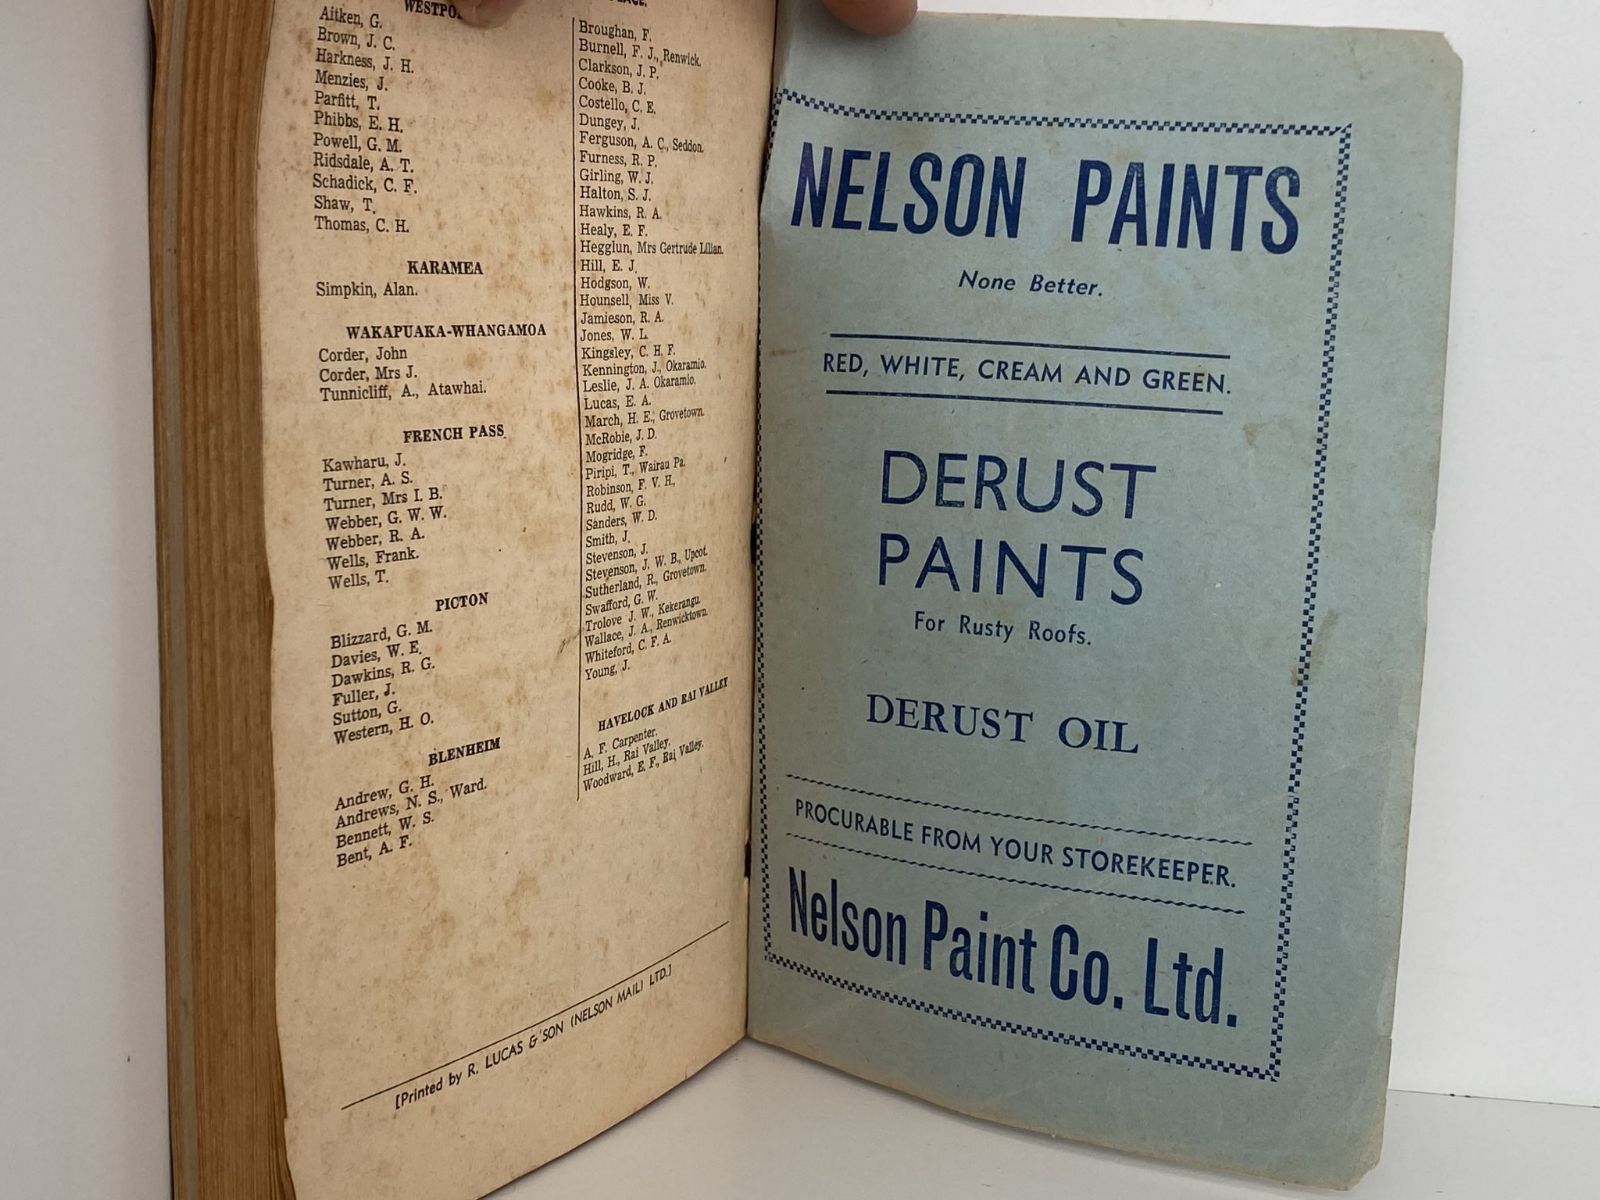 Aitken, G.
Brown, J. C.
Harkness, J. H.
Menzies, J.
Parfitt, T.
Phibbs, E. H.
Powell, G. M.
Ridsdale, A. T.
Schadick, C. F.
Shaw, T.
Thomas, C. H.
KARAMEA
Simpkin, Alan.
WAKAPUAKA-WHANGAMOA
Corder, John
Corder, Mrs J.
Tunnicliff, A., Atawhai.
FRENCH PASS
Kawharu, J.
Turner, A. S.
Turner, Mrs I. B.
Webber, G. W. W.
Webber, R. A.
Wells, Frank.
Wells, T.
PICTON
Blizzard, G. M.
Davies, W. E.
Dawkins, R. G.
Fuller, J.
Sutton, G.
Western, H. O.
BLENHEIM
Andrew, G. H.
Andrews, N. S., Ward.
Bennett, W. S.
Bent, A. F.
Broughan, F.
Burnell, F. J., Renwick.
Clarkson, J. P.
Cooke, B. J.
Costello, C. E.
Dungey, J.
Ferguson, A. C., Seddon.
Furness, R. P.
Girling, W. J.
Halton, S. J.
Hawkins, R. A.
Healy, E. F.
Hegglun, Mrs Gertrude Lilian.
Hill, E. J.
Hodgson, W.
Hounsell, Miss V.
Jamieson, R. A.
Jones, W. L.
Kingsley, C. H. F.
Kennington, J., Okaramio.
Leslie, J. A. Okaramio.
Lucas, E. A.
March, H. E., Grovetown.
McRobie, J. D.
Mogridge, F.
Piripi, T., Wairau Pa.
Robinson, F. V. H.,
Rudd, W. G.
Sanders, W. D.
Smith, J.
Stevenson, J.
Stevenson, J. W. B., Upcot.
Sutherland, R., Grovetown.
Swafford, G. W.
Trolove J. W., Kekerangu.
Wallace, J. A., Renwicktown.
Whiteford, C. F. A.
Young, J.
HAVELOCK AND RAI VALLEY
A. F. Carpenter.
Hill, H., Rai Valley.
Woodward, E. F., Rai Valley.
[Printed by R. LUCAS & SON (NELSON MAIL) LTD.]
NELSON PAINTS
None Better.
RED, WHITE, CREAM AND GREEN.
DERUST
PAINTS
For Rusty Roofs.
DERUST OIL
PROCURABLE FROM YOUR STOREKEEPER.
Nelson Paint Co. Ltd.